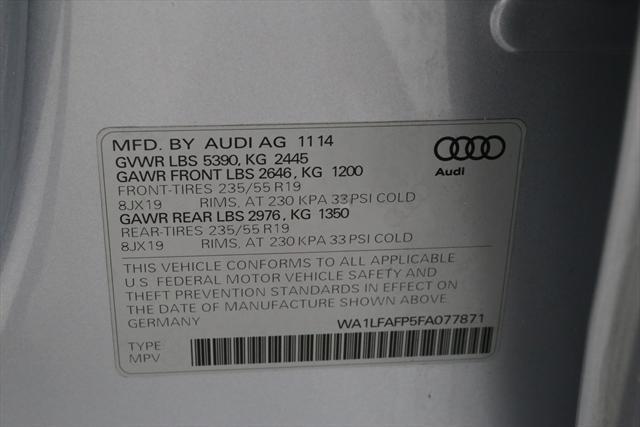 MFD. BY AUDI AG 11 14
GVWR LBS 5390, KG 2445
GAWR FRONT LBS 2646, KG 1200
FRONT-TIRES 235/55 R19
8JX19 RIMS, AT 230 KPA 33 PSI COLD
GAWR REAR LBS 2976, KG 1350
REAR-TIRES 235/55 R19
8JX19 RIMS, AT 230 KPA 33 PSI COLD
Audi
THIS VEHICLE CONFORMS TO ALL APPLICABLE
U.S. FEDERAL MOTOR VEHICLE SAFETY AND
THEFT PREVENTION STANDARDS IN EFFECT ON
THE DATE OF MANUFACTURE SHOWN ABOVE.
GERMANY
WA1LFAFP5FA077871
TYPE:
MPV